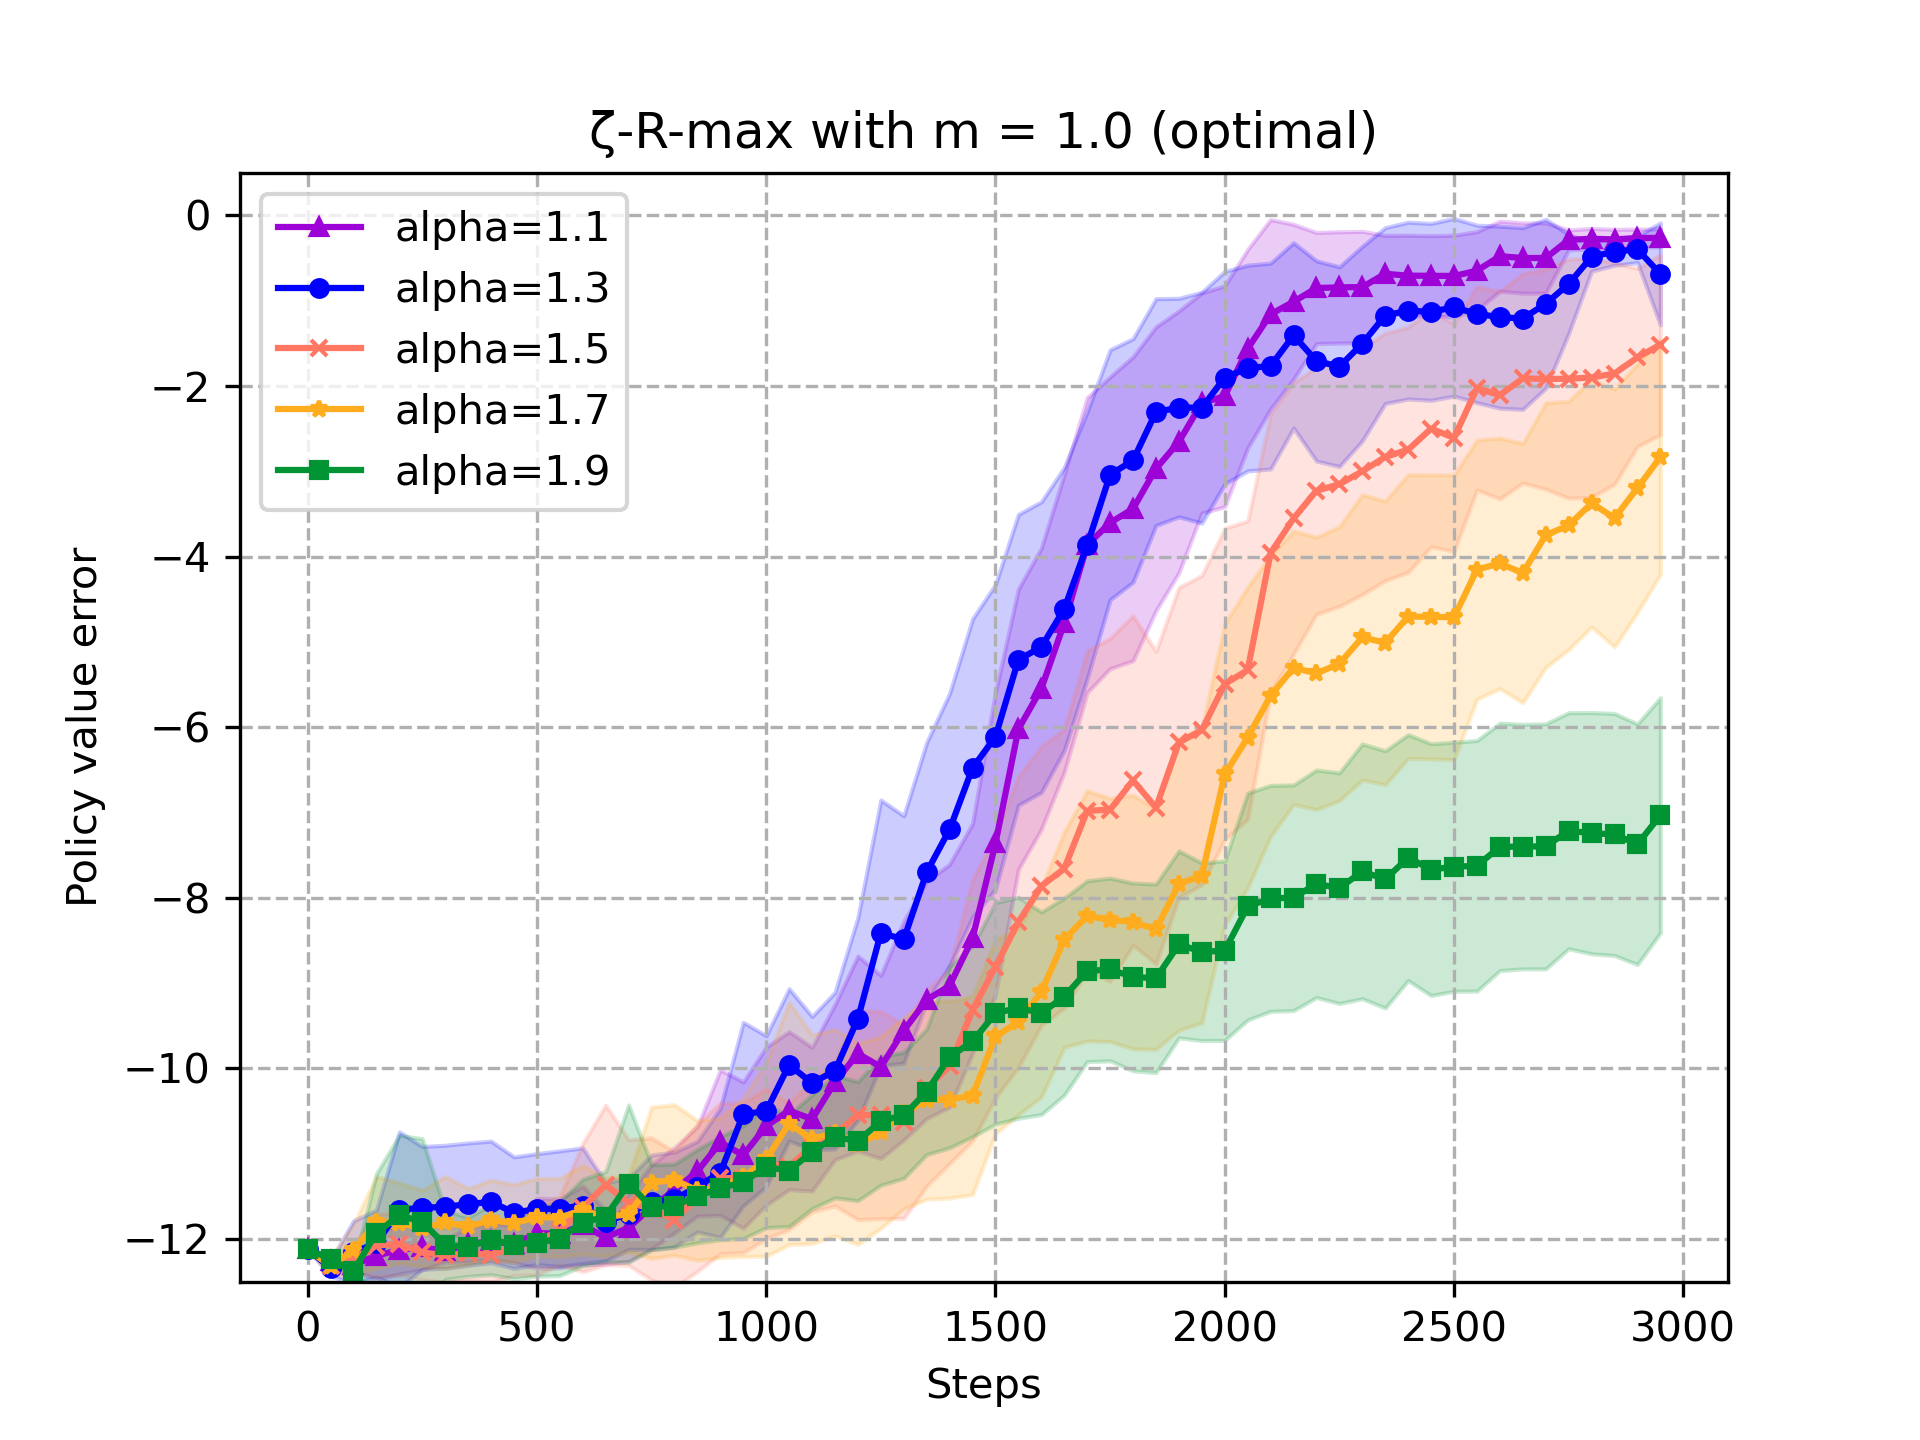 ζ-R-max with m = 1.0 (optimal)
0
−2
−4
−6
−8
−10
−12
Policy value error
alpha=1.1
alpha=1.3
alpha=1.5
alpha=1.7
alpha=1.9
0 500 1000 1500 2000 2500 3000
Steps